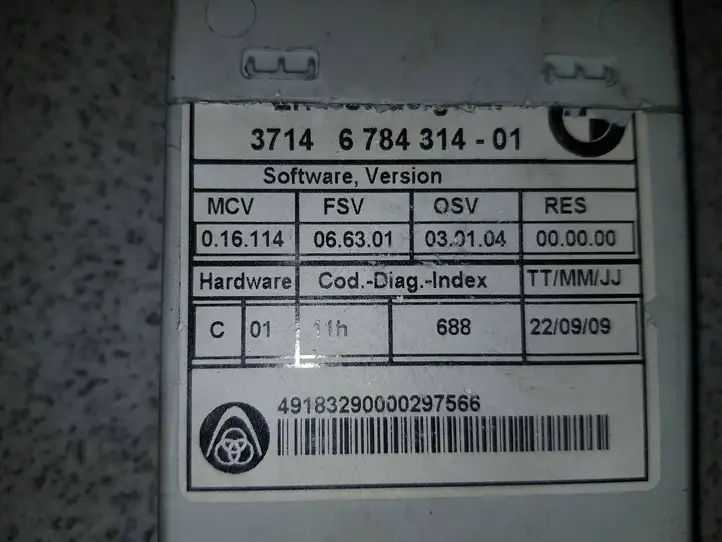 3714 6 784 314 - 01
Software, Version
MCV FSV OSV RES
0.16.114 06.63.01 03.01.04 00.00.00
Hardware Cod.-Diag.-Index TT/MM/JJ
C 01 11h 688 22/09/09
49183290000297566